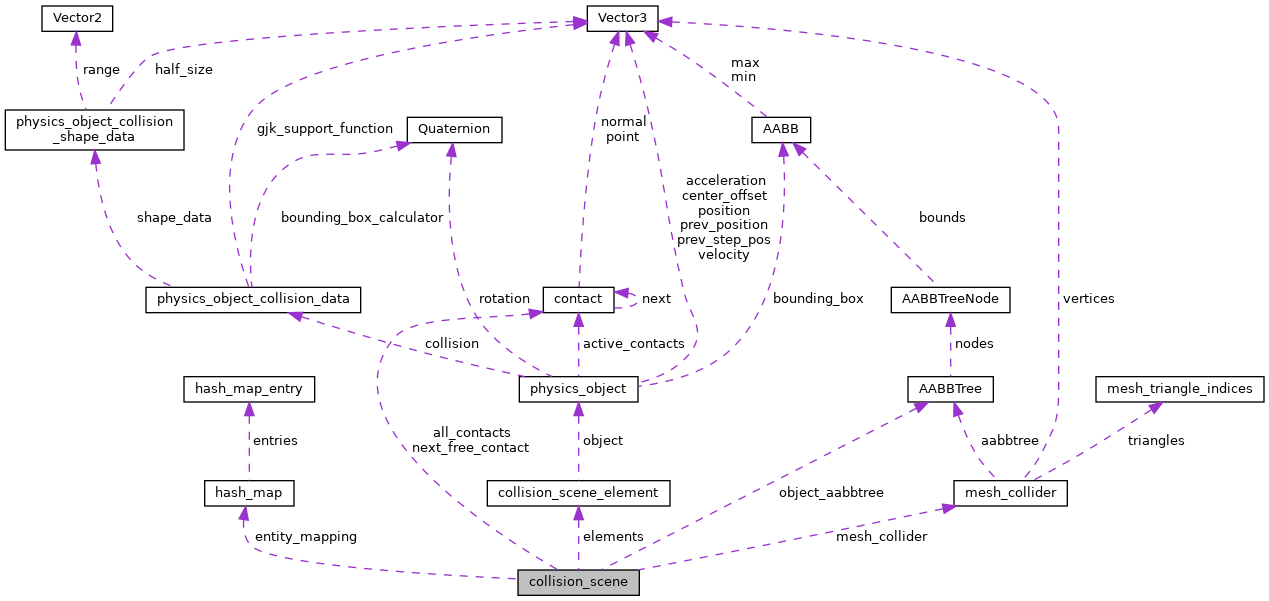 Vector2
Vector3
range
half_size
max
min
physics_object_collision
_shape_data
gjk_support_function
Quaternion
normal
point
AABB
acceleration
center_offset
position
prev_position
prev_step_pos
velocity
shape_data
bounding_box_calculator
bounds
physics_object_collision_data
rotation
contact
next
bounding_box
AABBTreeNode
vertices
collision
active_contacts
nodes
hash_map_entry
physics_object
AABBTree
mesh_triangle_indices
entries
all_contacts
next_free_contact
object
aabbtree
triangles
hash_map
collision_scene_element
object_aabbtree
mesh_collider
entity_mapping
elements
mesh_collider
collision_scene